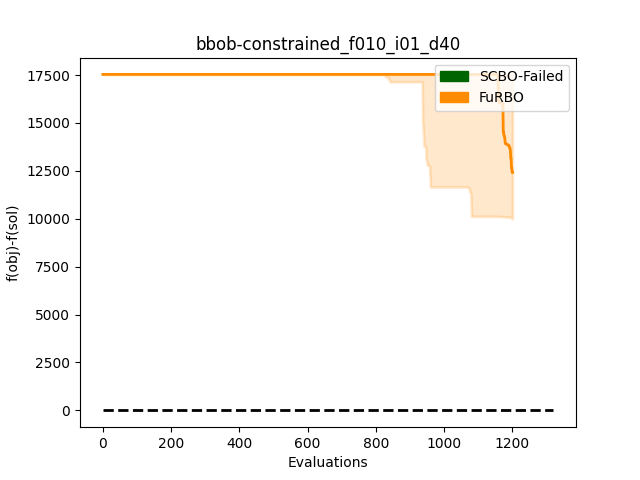 bbob-constrained_f010_i01_d40
SCBO-Failed
FuRBO
17500
15000
12500
10000
7500
5000
2500
0
f(obj)-f(sol)
0 200 400 600 800 1000 1200
Evaluations